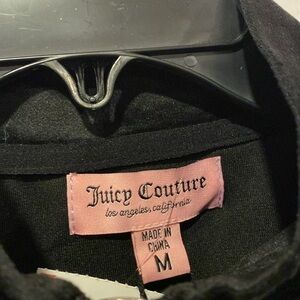 Juicy Couture
los angeles, california
MADE IN
CHINA
M